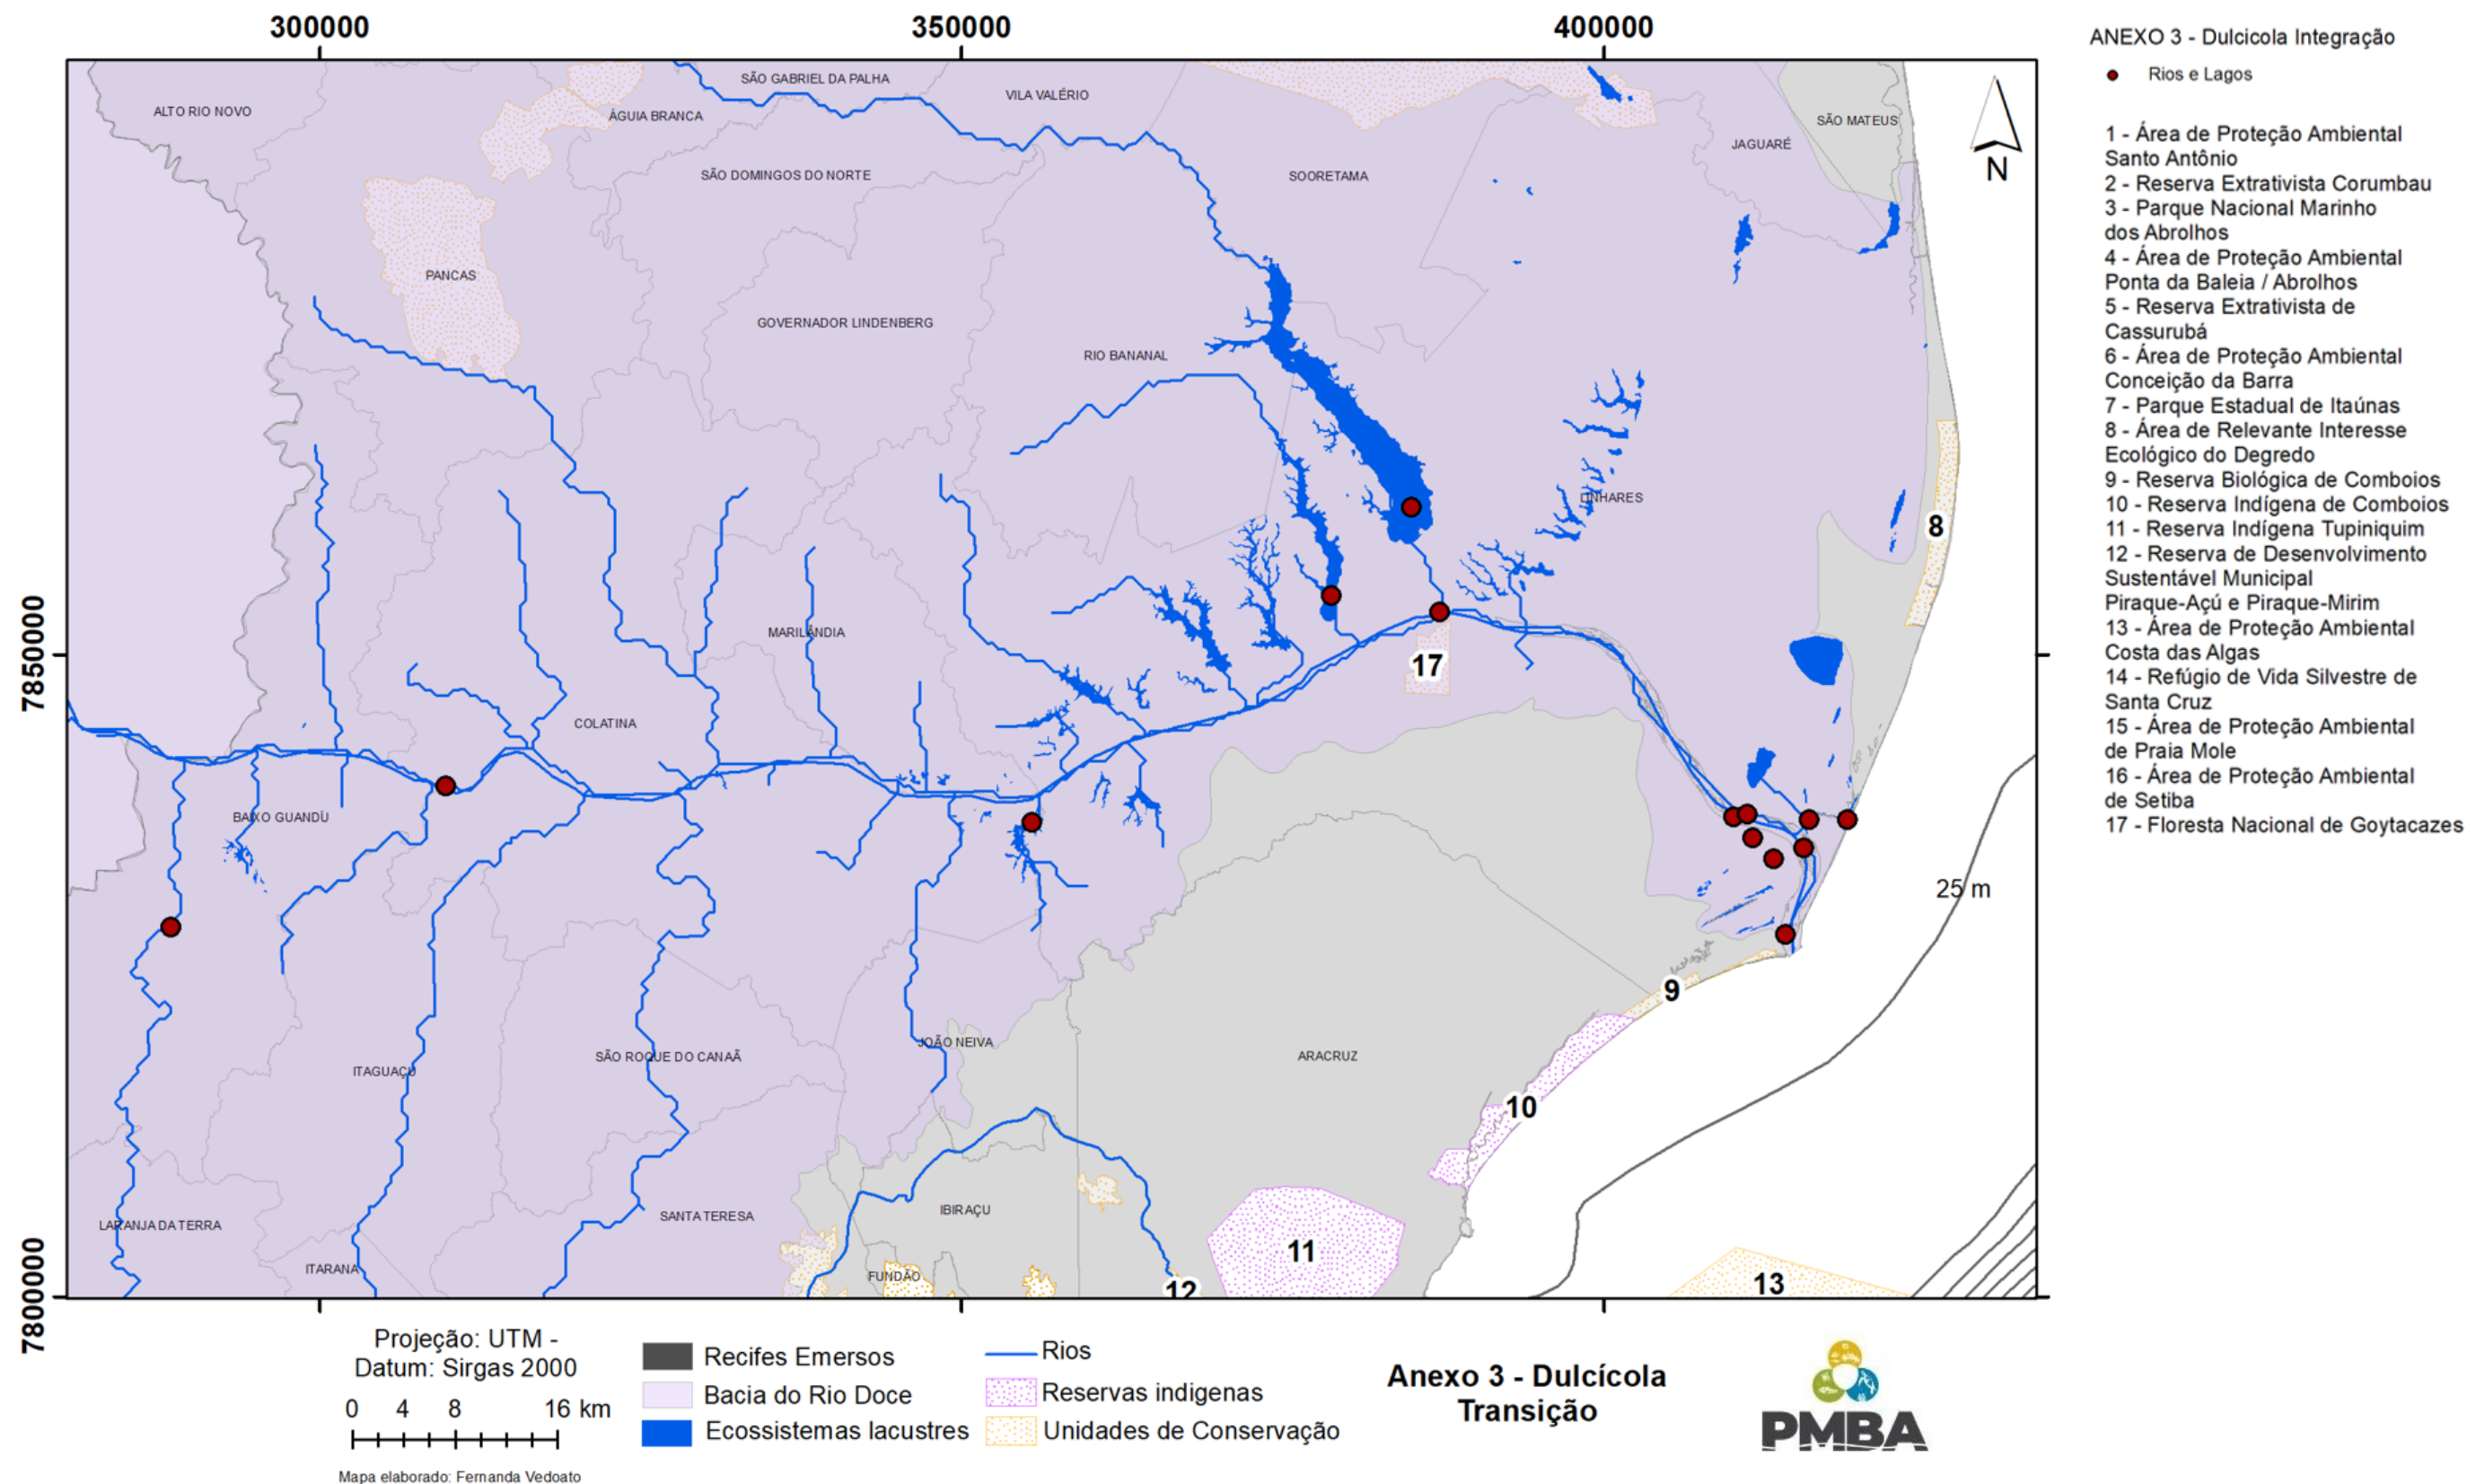 300000
350000
400000
7850000
7800000
ALTO RIO NOVO
ÁGUIA BRANCA
SÃO GABRIEL DA PALHA
VILA VALÉRIO
SÃO MATEUS
JAGUARÉ
SÃO DOMINGOS DO NORTE
SOORETAMA
N
PANCAS
GOVERNADOR LINDENBERG
RIO BANANAL
LINHARES
8
MARILÂNDIA
17
COLATINA
BAIXO GUANDU
25 m
9
JOÃO NEIVA
SÃO ROQUE DO CANAÃ
ARACRUZ
ITAGUAÇU
10
LARANJA DA TERRA
SANTA TERESA
IBIRAÇU
11
ITARANA
FUNDÃO
12
13
ANEXO 3 - Dulcicola Integração
Rios e Lagos
1 - Área de Proteção Ambiental
Santo Antônio
2 - Reserva Extrativista Corumbau
3 - Parque Nacional Marinho
dos Abrolhos
4 - Área de Proteção Ambiental
Ponta da Baleia / Abrolhos
5 - Reserva Extrativista de
Cassurubá
6 - Área de Proteção Ambiental
Conceição da Barra
7 - Parque Estadual de Itaúnas
8 - Área de Relevante Interesse
Ecológico do Degredo
9 - Reserva Biológica de Comboios
10 - Reserva Indígena de Comboios
11 - Reserva Indígena Tupiniquim
12 - Reserva de Desenvolvimento
Sustentável Municipal
Piraque-Açú e Piraque-Mirim
13 - Área de Proteção Ambiental
Costa das Algas
14 - Refúgio de Vida Silvestre de
Santa Cruz
15 - Área de Proteção Ambiental
de Praia Mole
16 - Área de Proteção Ambiental
de Setiba
17 - Floresta Nacional de Goytacazes
Projeção: UTM -
Datum: Sirgas 2000
0 4 8 16 km
Mapa elaborado: Fernanda Vedoato
Recifes Emersos
Bacia do Rio Doce
Ecossistemas lacustres
Rios
Reservas indigenas
Unidades de Conservação
Anexo 3 - Dulcícola
Transição
PMBA